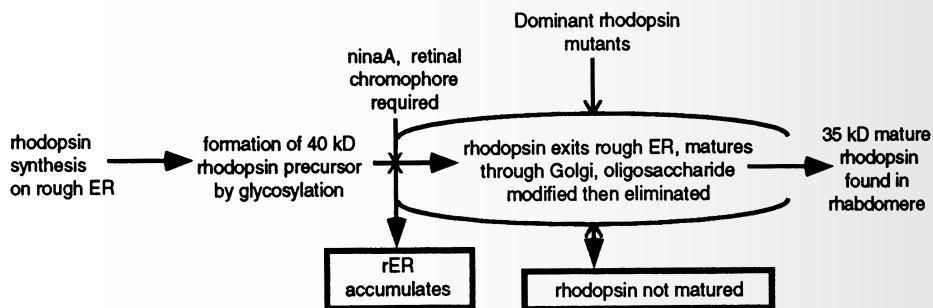 Dominant rhodopsin
mutants
ninaA, retinal
chromophore
required
rhodopsin
synthesis
on rough ER
formation of 40 kD
rhodopsin precursor
by glycosylation
rhodopsin exits rough ER, matures
through Golgi, oligosaccharide
modified then eliminated
35 kD mature
rhodopsin
found in
rhabdomere
rER
accumulates
rhodopsin not matured